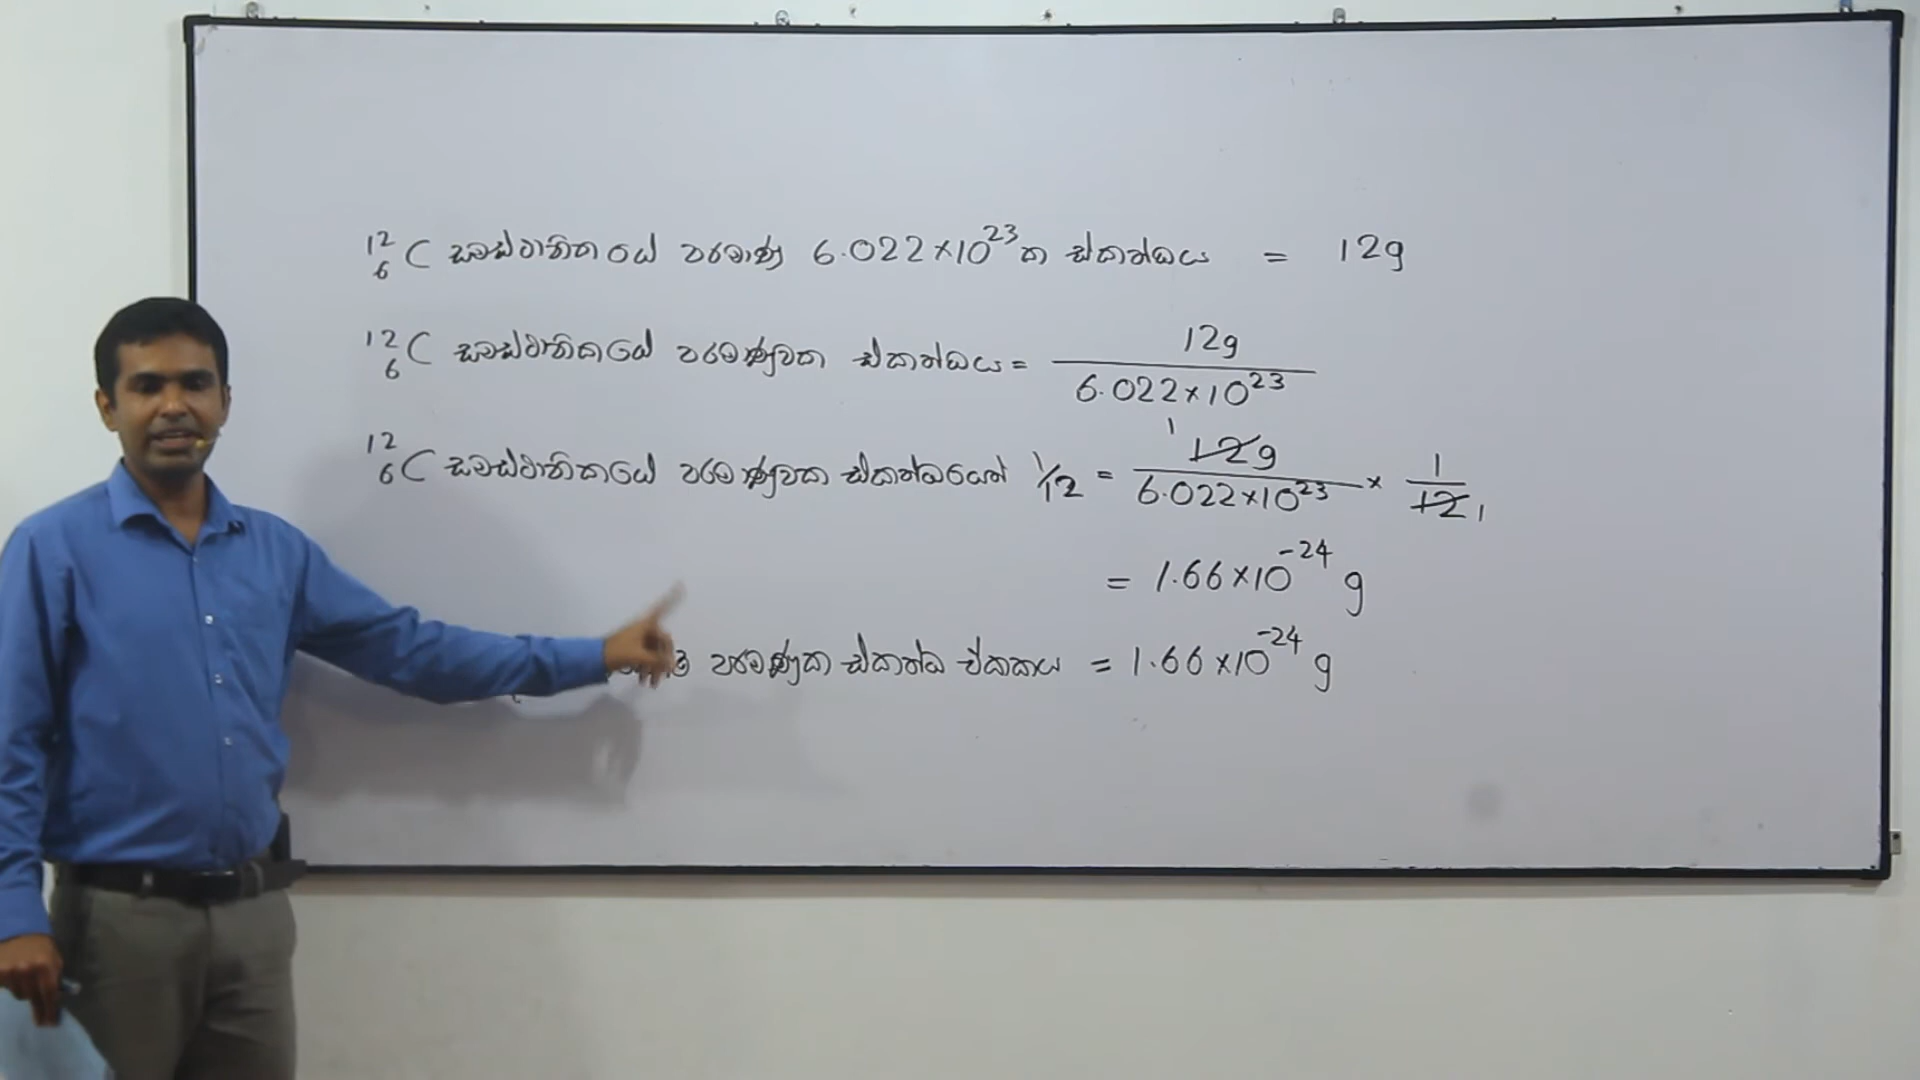 ¹²₆C සමස්ථානිකයේ පරමාණු 6.022×10²³ ක ස්කන්ධය = 12g
¹²₆C සමස්ථානිකයේ පරමාණුවක ස්කන්ධය = 12g / 6.022×10²³
¹²₆C සමස්ථානිකයේ පරමාණුවක ස්කන්ධයෙන් 1/12 = 12g / 6.022×10²³ × 1/12
= 1.66×10⁻²⁴ g
පරමාණුක ස්කන්ධ ඒකකය = 1.66×10⁻²⁴ g